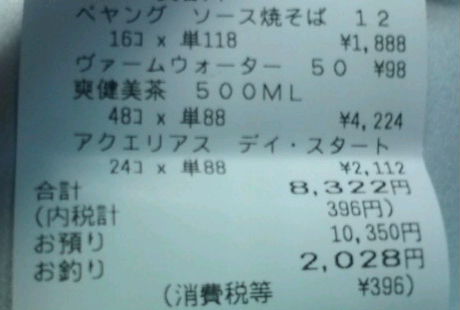 ペヤング ソース焼そば 12
16コ x 単118 ¥1,888
ヴァームウォーター 50 ¥98
爽健美茶 500ML
48コ x 単88 ¥4,224
アクエリアス デイ・スタート
24コ x 単88 ¥2,112
合計 8,322円
(内税計 396円)
お預り 10,350円
お釣り 2,028円
(消費税等 ¥396)